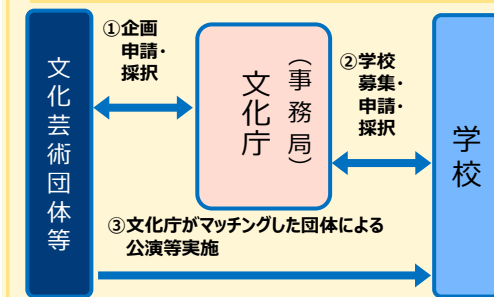 文化芸術団体等
①企画
申請・
採択
文化庁
（事務局）
②学校
募集・
申請・
採択
学校
③文化庁がマッチングした団体による
公演等実施